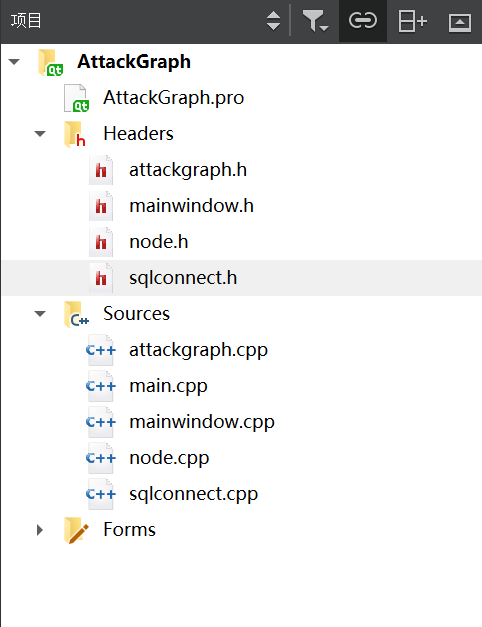 项目
AttackGraph
AttackGraph.pro
Headers
attackgraph.h
mainwindow.h
node.h
sqlconnect.h
Sources
attackgraph.cpp
main.cpp
mainwindow.cpp
node.cpp
sqlconnect.cpp
Forms